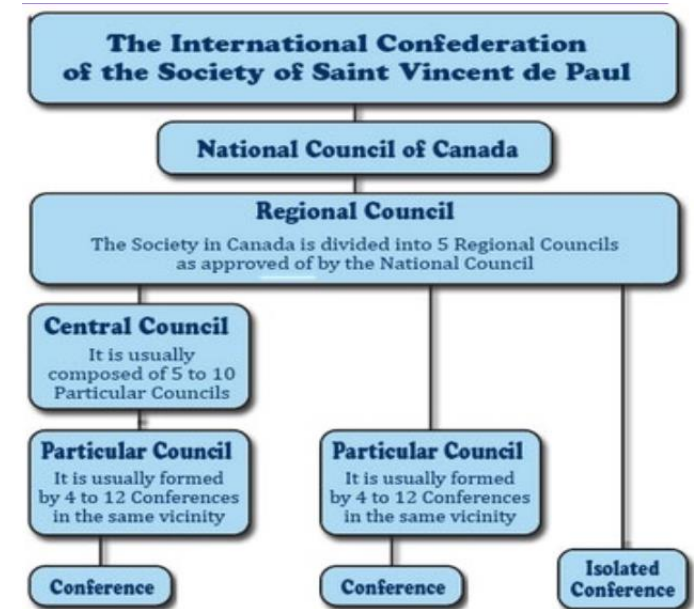 The International Confederation
of the Society of Saint Vincent de Paul
National Council of Canada
Regional Council
The Society in Canada is divided into 5 Regional Councils
as approved of by the National Council
Central Council
It is usually
composed of 5 to 10
Particular Councils
Particular Council
It is usually formed
by 4 to 12 Conferences
in the same vicinity
Conference
Particular Council
It is usually formed
by 4 to 12 Conferences
in the same vicinity
Conference
Isolated
Conference